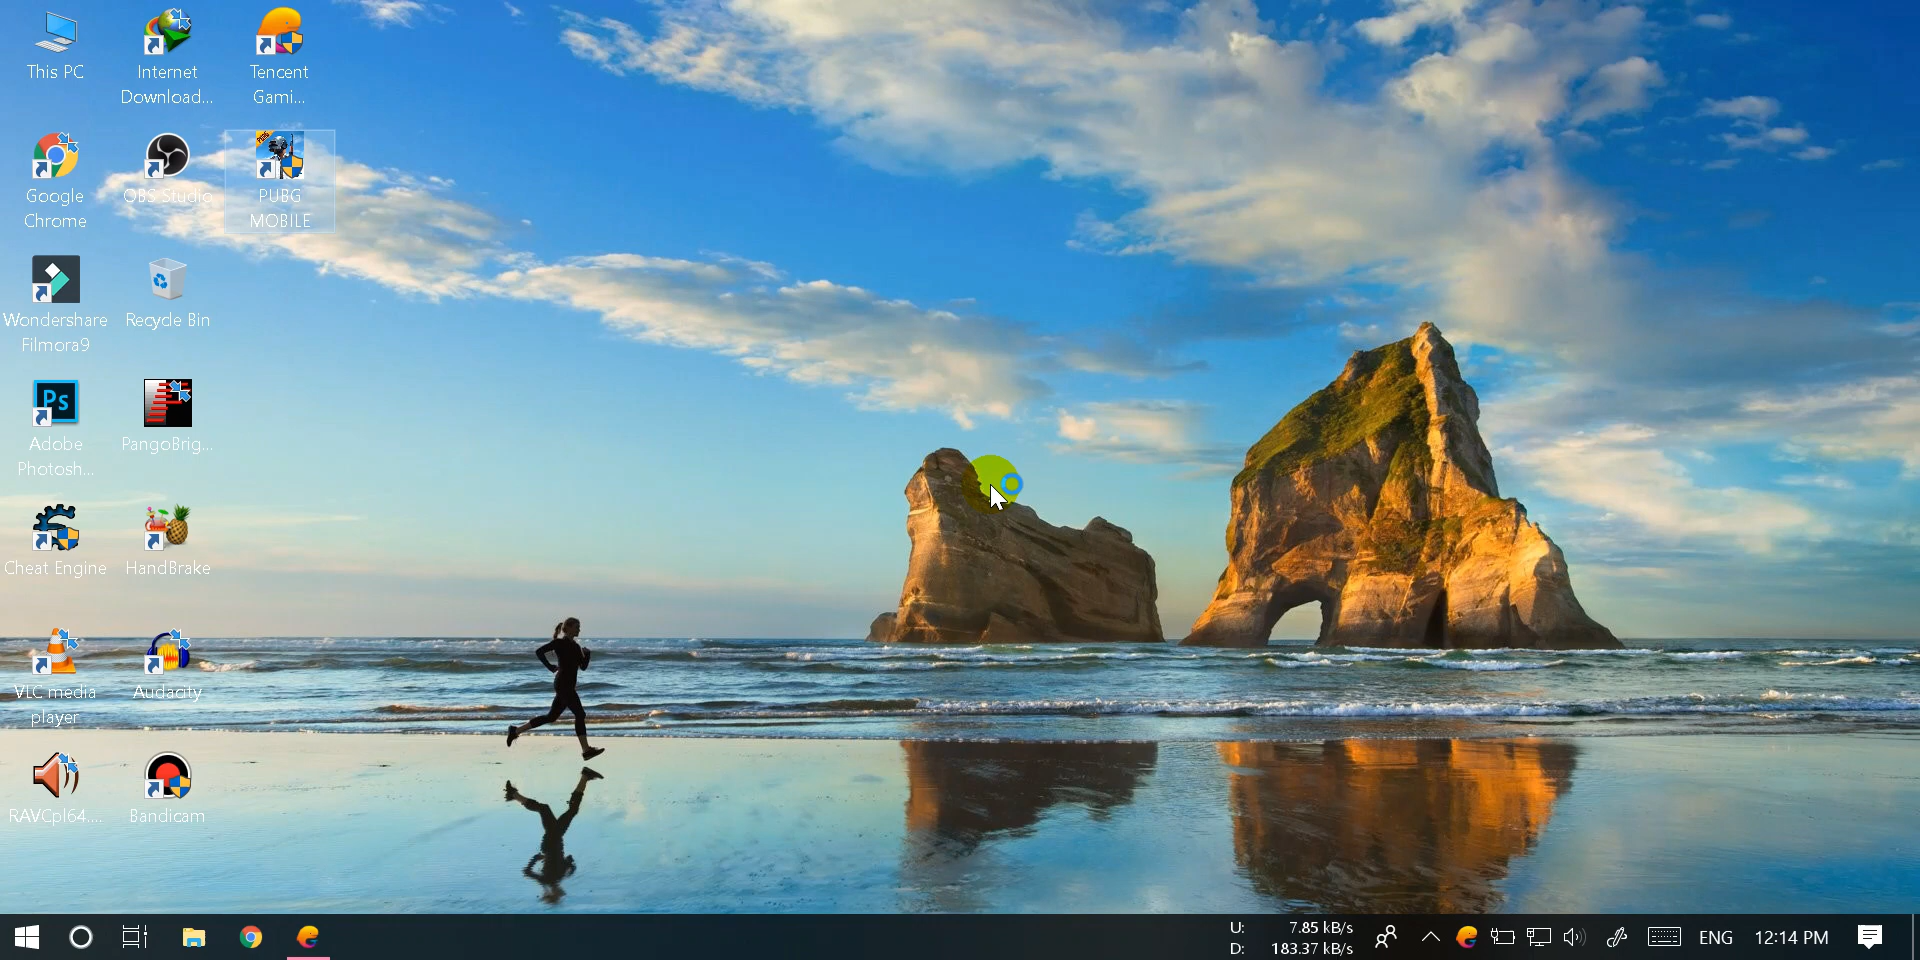 This PC
Internet
Download...
Tencent
Gami...
Google
Chrome
OBS Studio
PUBG
MOBILE
Wondershare
Filmora9
Recycle Bin
Ps
Adobe
Photosh...
PangoBrig...
Cheat Engine
HandBrake
VLC media
player
Audacity
RAVCpl64....
Bandicam
U: 7.85 kB/s
D: 183.37 kB/s
ENG
12:14 PM